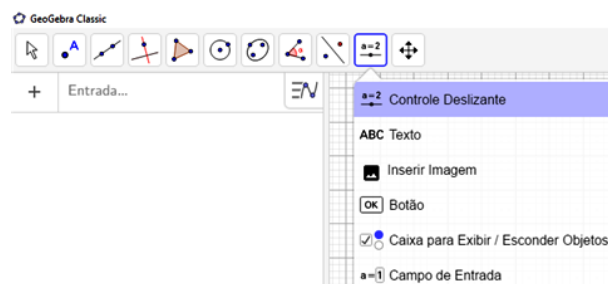 GeoGebra Classic
A
a=2
+ Entrada...
a=2 Controle Deslizante
ABC Texto
Inserir Imagem
OK Botão
Caixa para Exibir / Esconder Objetos
a=1 Campo de Entrada